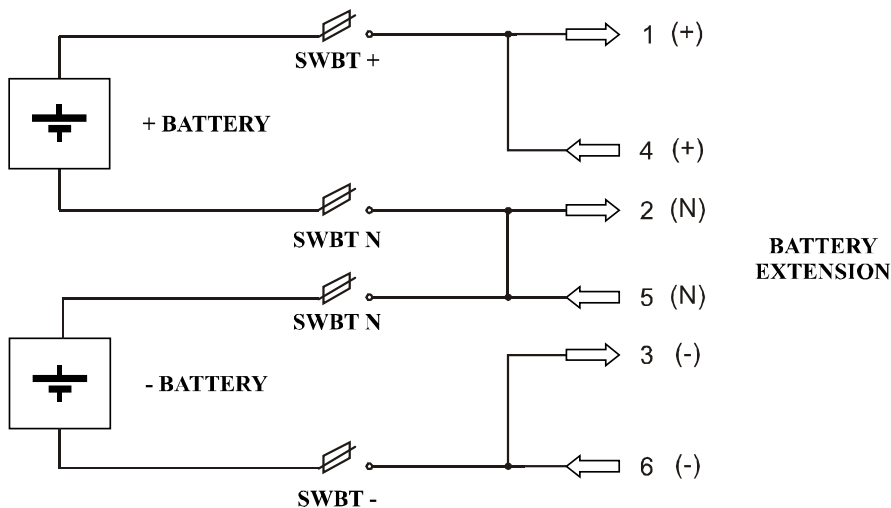 1 (+)
SWBT +
+ BATTERY
4 (+)
2 (N)
SWBT N
BATTERY
EXTENSION
5 (N)
SWBT N
3 (-)
- BATTERY
6 (-)
SWBT -